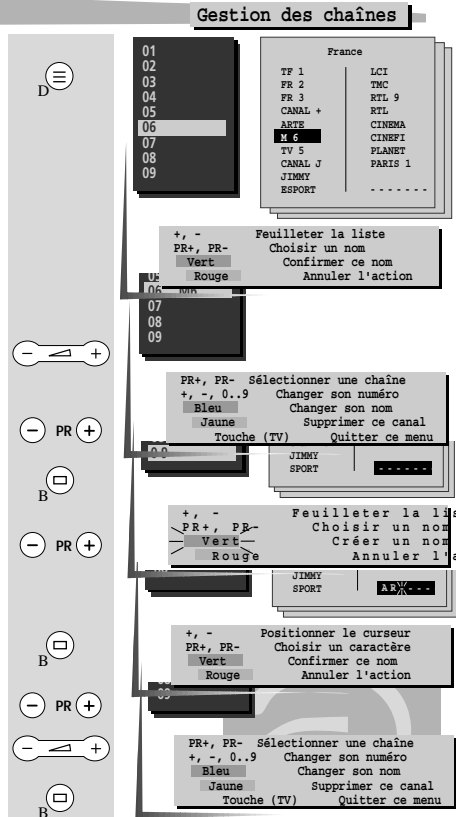 Gestion des chaînes
01
02
03
04
05
06
07
08
09
France
TF 1 LCI
FR 2 TMC
FR 3 RTL 9
CANAL + RTL
ARTE CINEMA
M 6 CINEFI
TV 5 PLANET
CANAL J PARIS 1
JIMMY
ESPORT - - - - - - -
D
+, - Feuilleter la liste
PR+, PR- Choisir un nom
Vert Confirmer ce nom
Rouge Annuler l'action
05
06 M6
07
08
09
- +
PR+, PR- Sélectionner une chaîne
+, -, 0..9 Changer son numéro
Bleu Changer son nom
Jaune Supprimer ce canal
Touche (TV) Quitter ce menu
- PR +
JIMMY
SPORT - - - - - -
B
+, - Feuilleter la lis
PR+, PR- Choisir un nom
Vert Créer un nom
Rouge Annuler l'a
- PR +
JIMMY
SPORT AR - - -
+, - Positionner le curseur
PR+, PR- Choisir un caractère
Vert Confirmer ce nom
Rouge Annuler l'action
B
09
- PR +
- +
PR+, PR- Sélectionner une chaîne
+, -, 0..9 Changer son numéro
Bleu Changer son nom
Jaune Supprimer ce canal
Touche (TV) Quitter ce menu
B